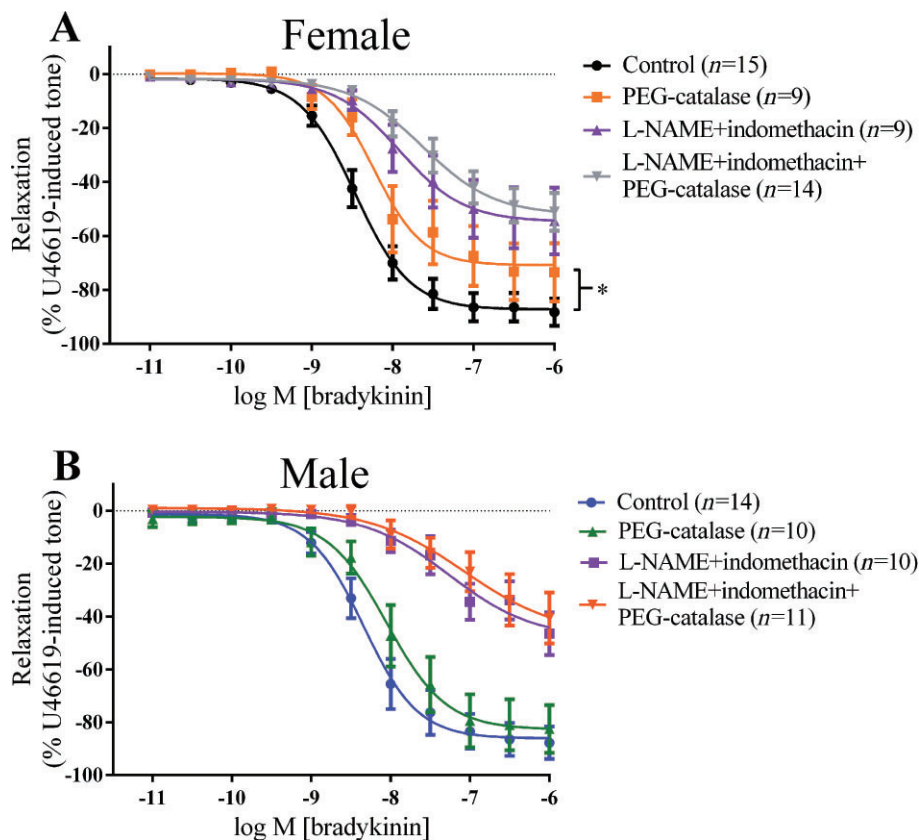 A
Female
Relaxation
(% U46619-induced tone)
0
-20
-40
-60
-80
-100
-11
-10
-9
-8
-7
-6
log M [bradykinin]
Control (n=15)
PEG-catalase (n=9)
L-NAME+indomethacin (n=9)
L-NAME+indomethacin+
PEG-catalase (n=14)
*
B
Male
Relaxation
(% U46619-induced tone)
0
-20
-40
-60
-80
-100
-11
-10
-9
-8
-7
-6
log M [bradykinin]
Control (n=14)
PEG-catalase (n=10)
L-NAME+indomethacin (n=10)
L-NAME+indomethacin+
PEG-catalase (n=11)